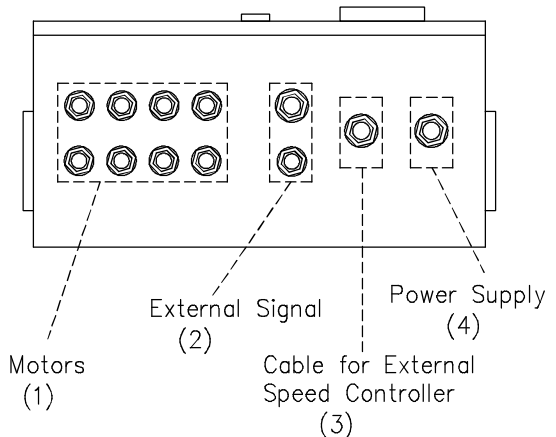 External Signal
(2)
Power Supply
(4)
Motors
(1)
Cable for External
Speed Controller
(3)